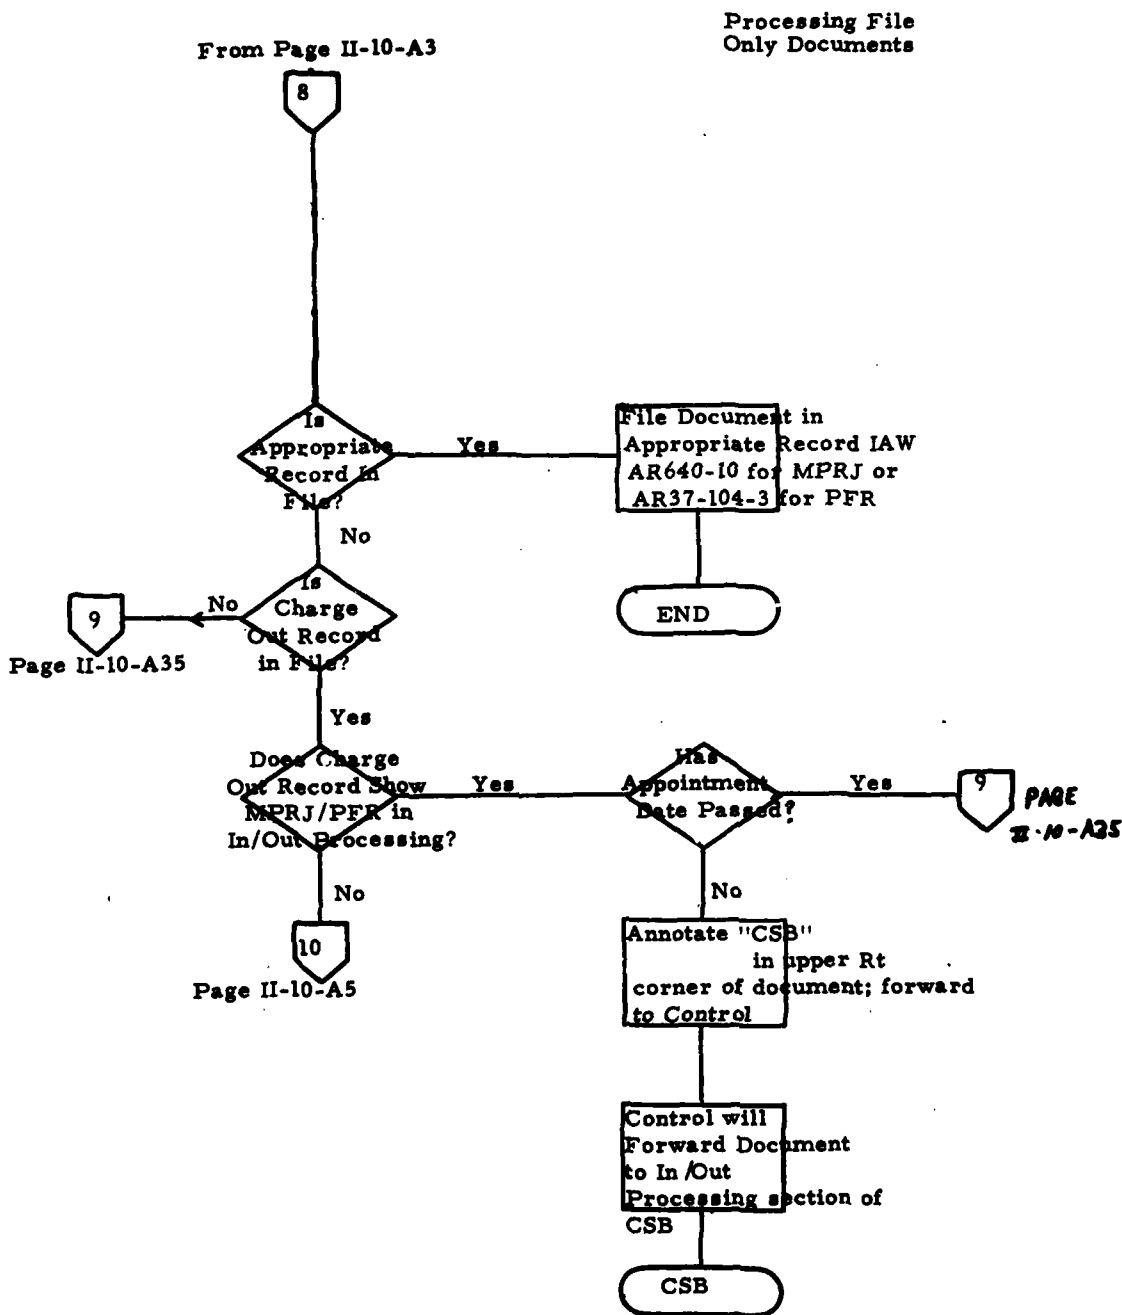 Processing File
Only Documents
From Page II-10-A3
8
Is
Appropriate
Record In
File?
Yes
File Document in
Appropriate Record IAW
AR640-10 for MPRJ or
AR37-104-3 for PFR
No
END
Is
Charge
Out Record
in File?
No
9
Page II-10-A35
Yes
Does Charge
Out Record Show
MPRJ/PFR in
In/Out Processing?
Yes
Has
Appointment
Date Passed?
Yes
9
PAGE
II-10-A35
No
10
Page II-10-A5
No
Annotate "CSB"
in upper Rt
corner of document; forward
to Control
Control will
Forward Document
to In/Out
Processing section of
CSB
CSB